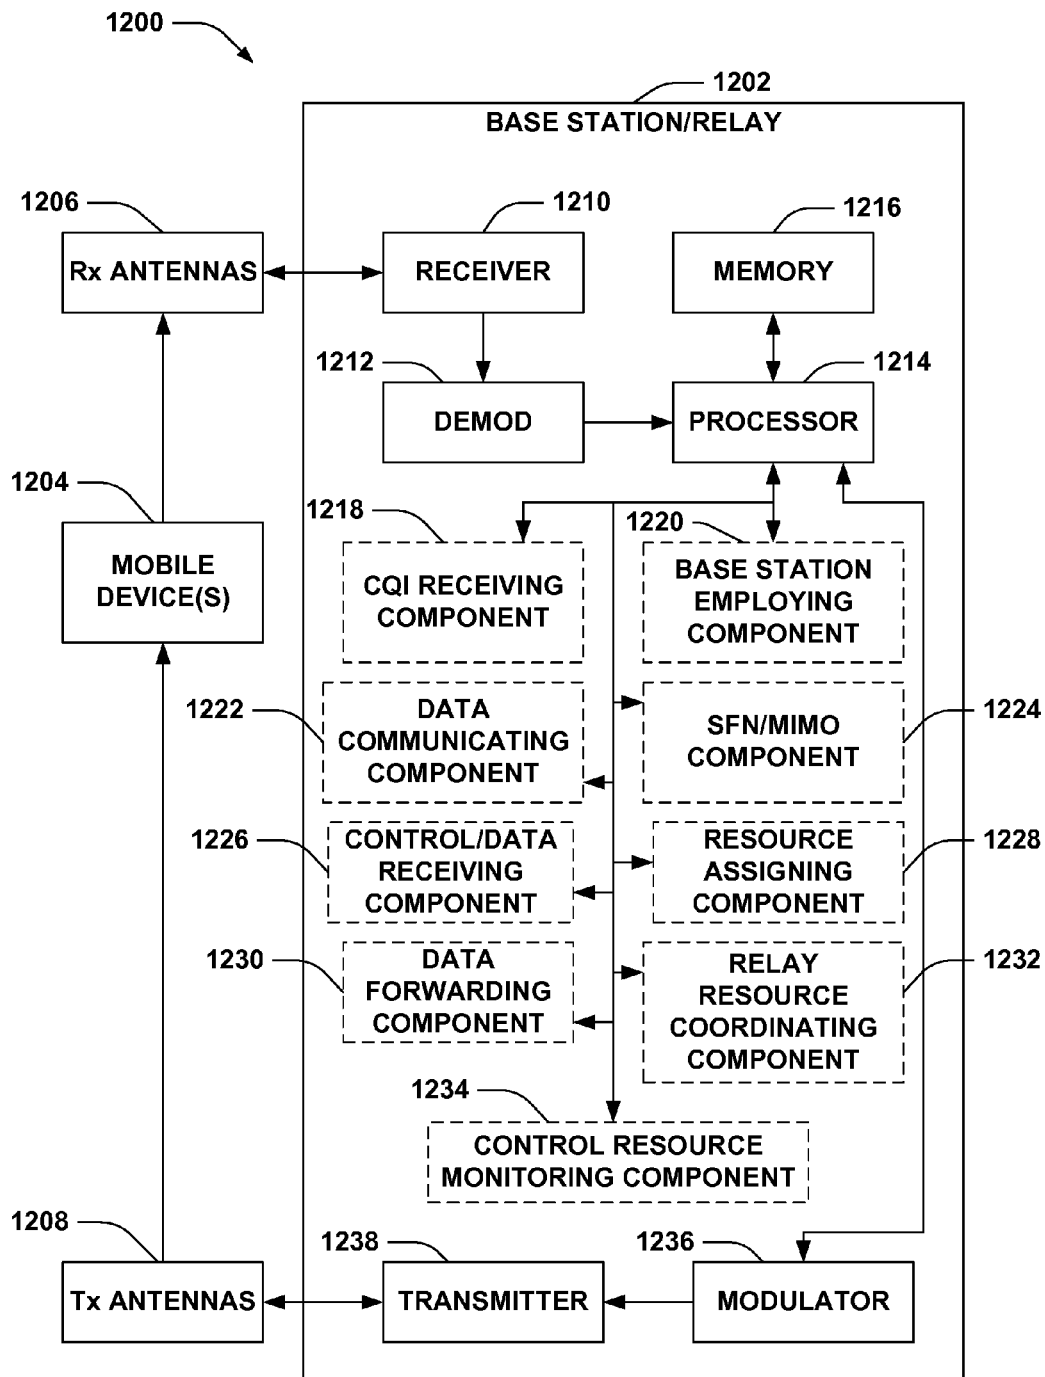 1200
1202
BASE STATION/RELAY
1206
1210
1216
Rx ANTENNAS
RECEIVER
MEMORY
1212
1214
DEMOD
PROCESSOR
1204
MOBILE
DEVICE(S)
1218
CQI RECEIVING
COMPONENT
1220
BASE STATION
EMPLOYING
COMPONENT
1222
DATA
COMMUNICATING
COMPONENT
SFN/MIMO
COMPONENT
1224
1226
CONTROL/DATA
RECEIVING
COMPONENT
RESOURCE
ASSIGNING
COMPONENT
1228
1230
DATA
FORWARDING
COMPONENT
RELAY
RESOURCE
COORDINATING
COMPONENT
1232
1234
CONTROL RESOURCE
MONITORING COMPONENT
1208
1238
1236
Tx ANTENNAS
TRANSMITTER
MODULATOR